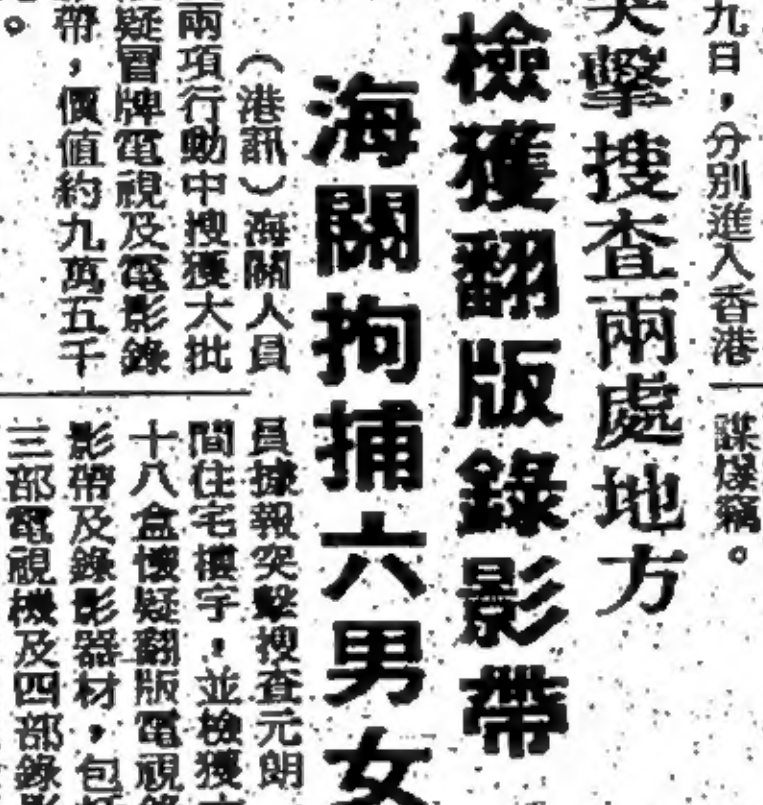 九日，分別進入香港
謀爆竊。
突擊搜查兩處地方
檢獲翻版錄影帶
海關拘捕六男女
（港訊）海關人員
兩項行動中搜獲大批
疑冒牌電視及電影錄
帶，價值約九萬五千
。
員據報突擊搜查元朗
間住宅樓宇，並檢獲
十八盒懷疑翻版電視錄
影帶及錄影器材，包括
三部電視機及四部錄影